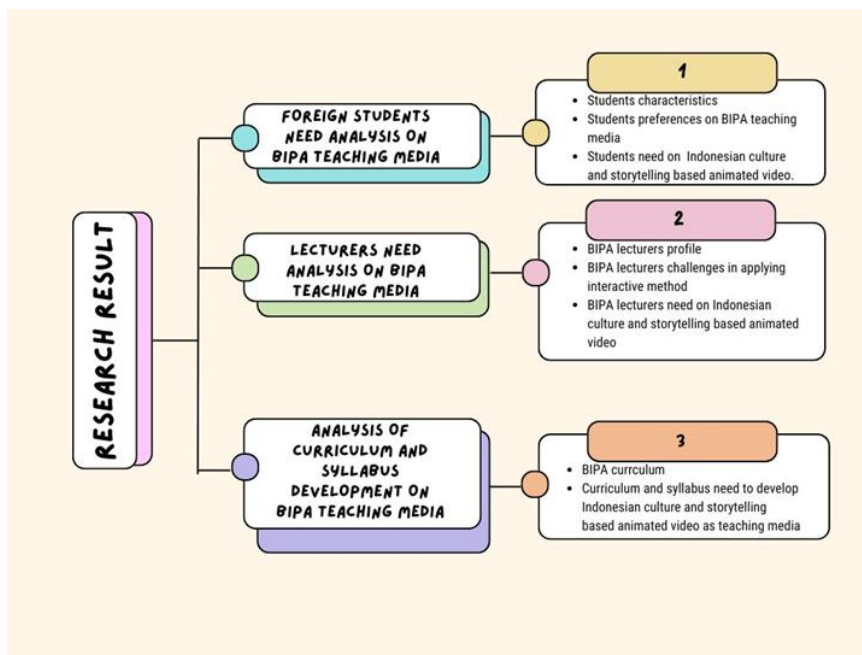 RESEARCH RESULT
FOREIGN STUDENTS
NEED ANALYSIS ON
BIPA TEACHING MEDIA
1
• Students characteristics
• Students preferences on BIPA teaching
media
• Students need on Indonesian culture
and storytelling based animated video.
LECTURERS NEED
ANALYSIS ON BIPA
TEACHING MEDIA
2
• BIPA lecturers profile
• BIPA lecturers challenges in applying
interactive method
• BIPA lecturers need on Indonesian
culture and storytelling based animated
video
ANALYSIS OF
CURRICULUM AND
SYLLABUS
DEVELOPMENT ON
BIPA TEACHING MEDIA
3
• BIPA currculum
• Curriculum and syllabus need to develop
Indonesian culture and storytelling
based animated video as teaching media